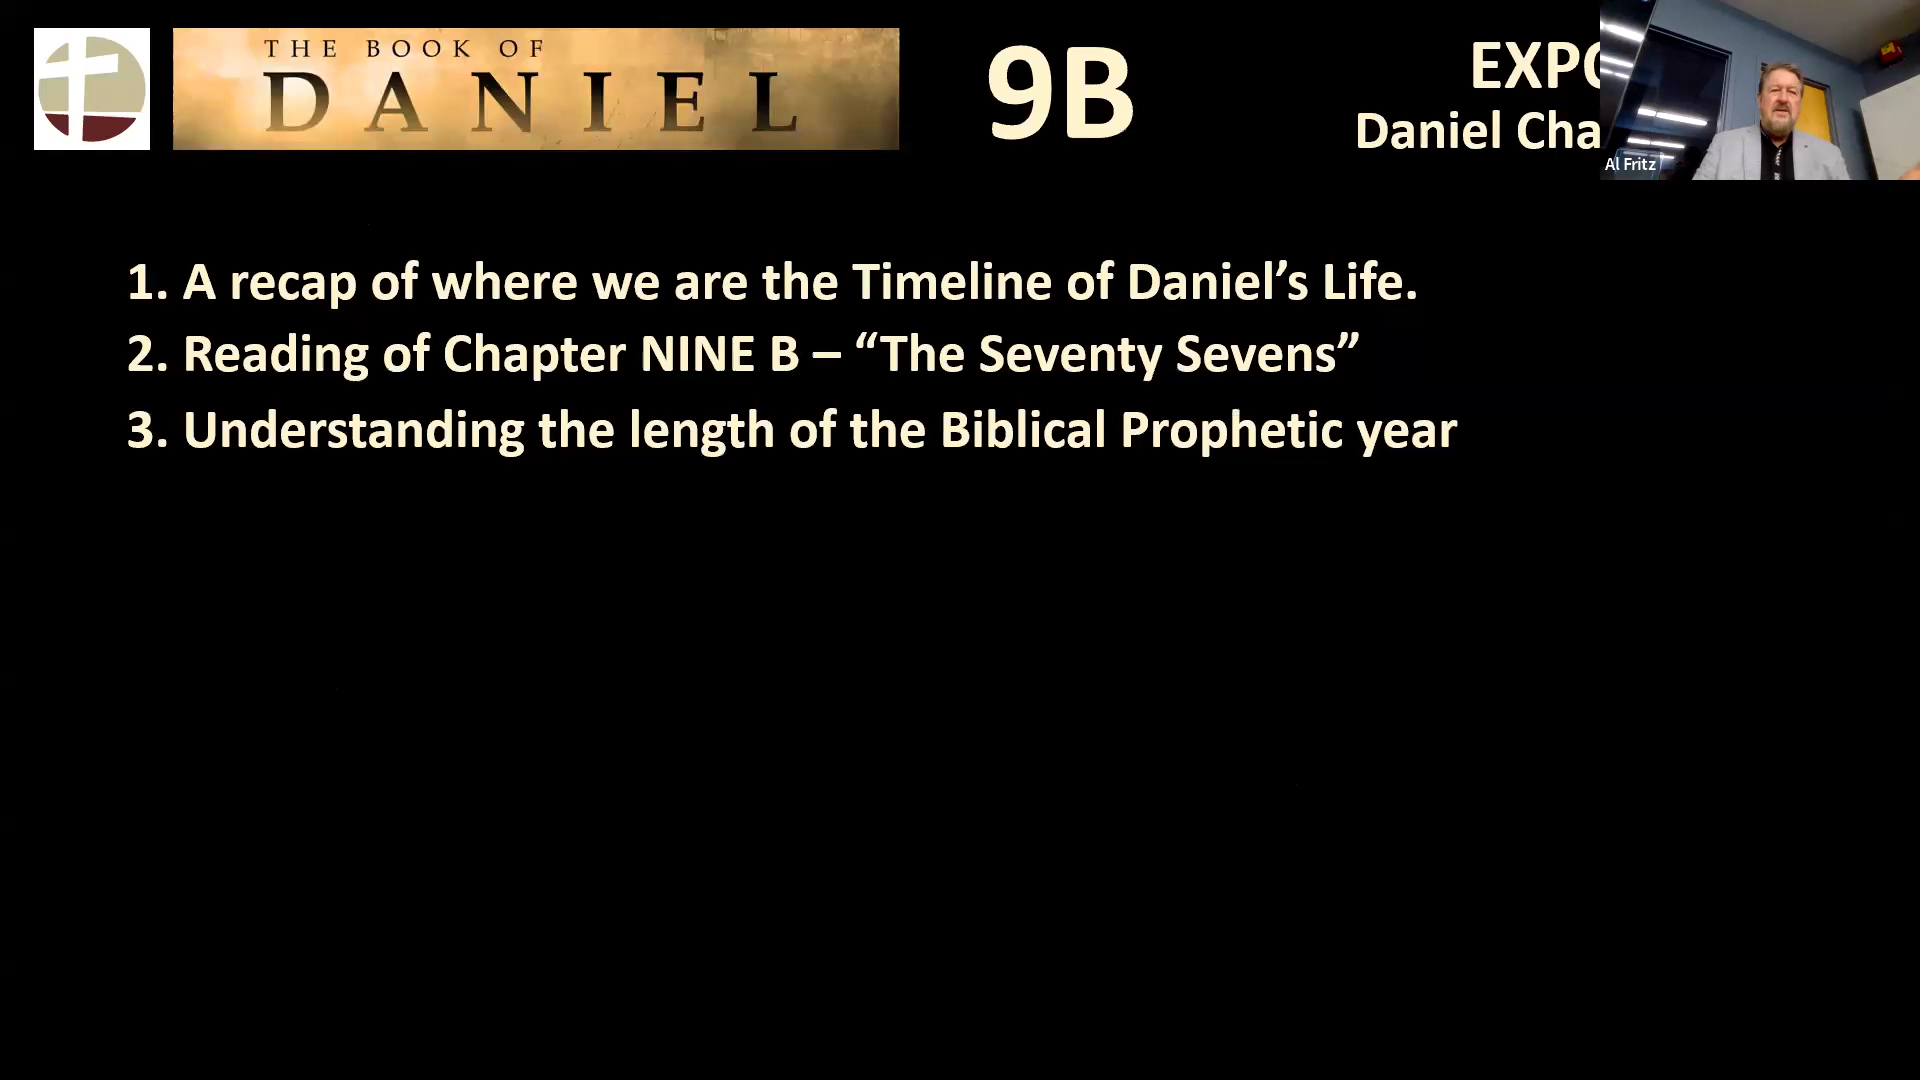 THE BOOK OF
DANIEL
9B
EXPO
Daniel Cha
Al Fritz
1. A recap of where we are the Timeline of Daniel’s Life.
2. Reading of Chapter NINE B – “The Seventy Sevens”
3. Understanding the length of the Biblical Prophetic year